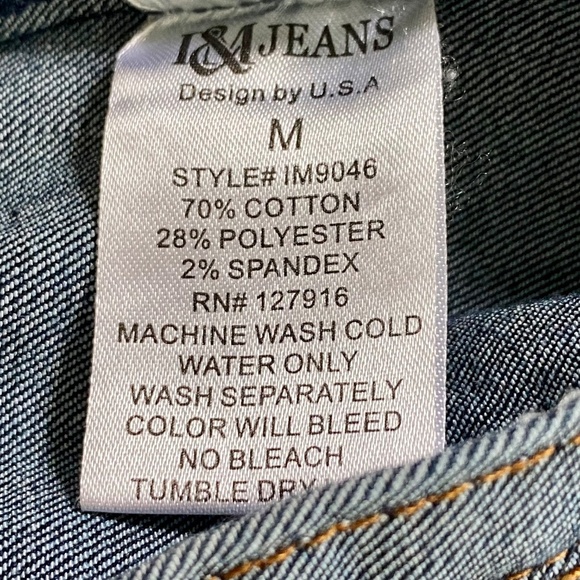 I&M JEANS
Design by U.S.A
M
STYLE# IM9046
70% COTTON
28% POLYESTER
2% SPANDEX
RN# 127916
MACHINE WASH COLD
WATER ONLY
WASH SEPARATELY
COLOR WILL BLEED
NO BLEACH
TUMBLE DRY